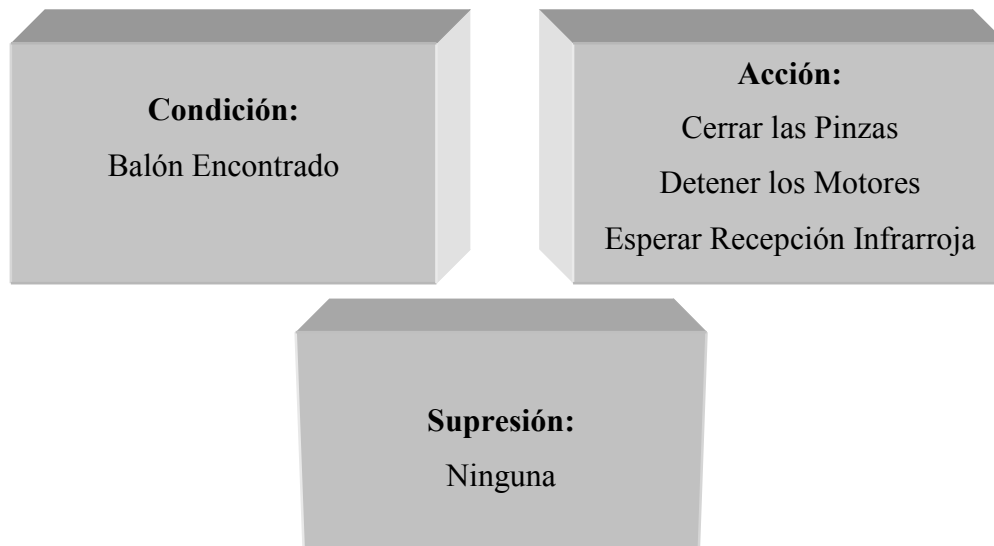 Condición:
Balón Encontrado
Acción:
Cerrar las Pinzas
Detener los Motores
Esperar Recepción Infrarroja
Supresión:
Ninguna